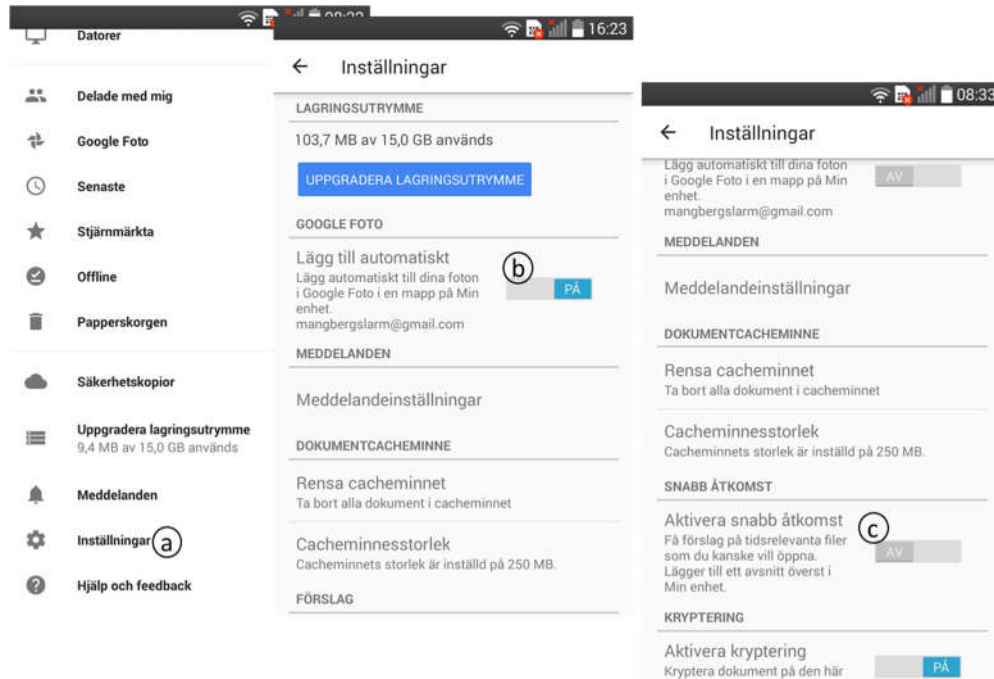 08:33
Datorer
Delade med mig
Google Foto
Senaste
Stjärnmärkta
Offline
Papperskorgen
Säkerhetskopior
Uppgradera lagringsutrymme
9,4 MB av 15,0 GB används
Meddelanden
Inställningar a
Hjälp och feedback
16:23
Inställningar
LAGRINGSUTRYMME
103,7 MB av 15,0 GB används
UPPGRADERA LAGRINGSUTRYMME
GOOGLE FOTO
Lägg till automatiskt
b
Lägg automatiskt till dina foton
i Google Foto i en mapp på Min
PÅ
enhet.
mangbergslarm@gmail.com
MEDDELANDEN
Meddelandeinställningar
DOKUMENTCACHEMINNE
Rensa cacheminnet
Ta bort alla dokument i cacheminnet
Cacheminnesstorlek
Cacheminnets storlek är inställd på 250 MB.
FÖRSLAG
08:33
Inställningar
Lägg automatiskt till dina foton
i Google Foto i en mapp på Min
AV
enhet.
mangbergslarm@gmail.com
MEDDELANDEN
Meddelandeinställningar
DOKUMENTCACHEMINNE
Rensa cacheminnet
Ta bort alla dokument i cacheminnet
Cacheminnesstorlek
Cacheminnets storlek är inställd på 250 MB.
SNABB ÅTKOMST
Aktivera snabb åtkomst
c
Få förslag på tidsrelevanta filer
som du kanske vill öppna.
AV
Lägger till ett avsnitt överst i
Min enhet.
KRYPTERING
Aktivera kryptering
Kryptera dokument på den här
PÅ